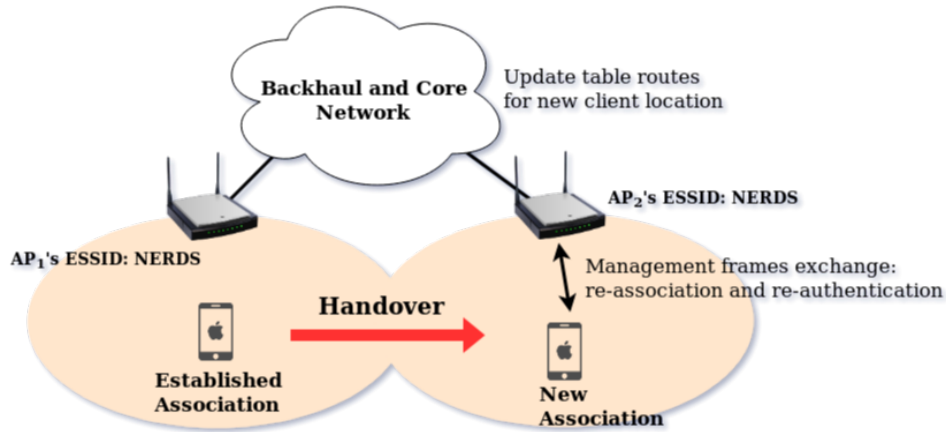 Backhaul and Core
Network
Update table routes
for new client location
AP₂'s ESSID: NERDS
AP₁'s ESSID: NERDS
Management frames exchange:
re-association and re-authentication
Handover
Established
Association
New
Association